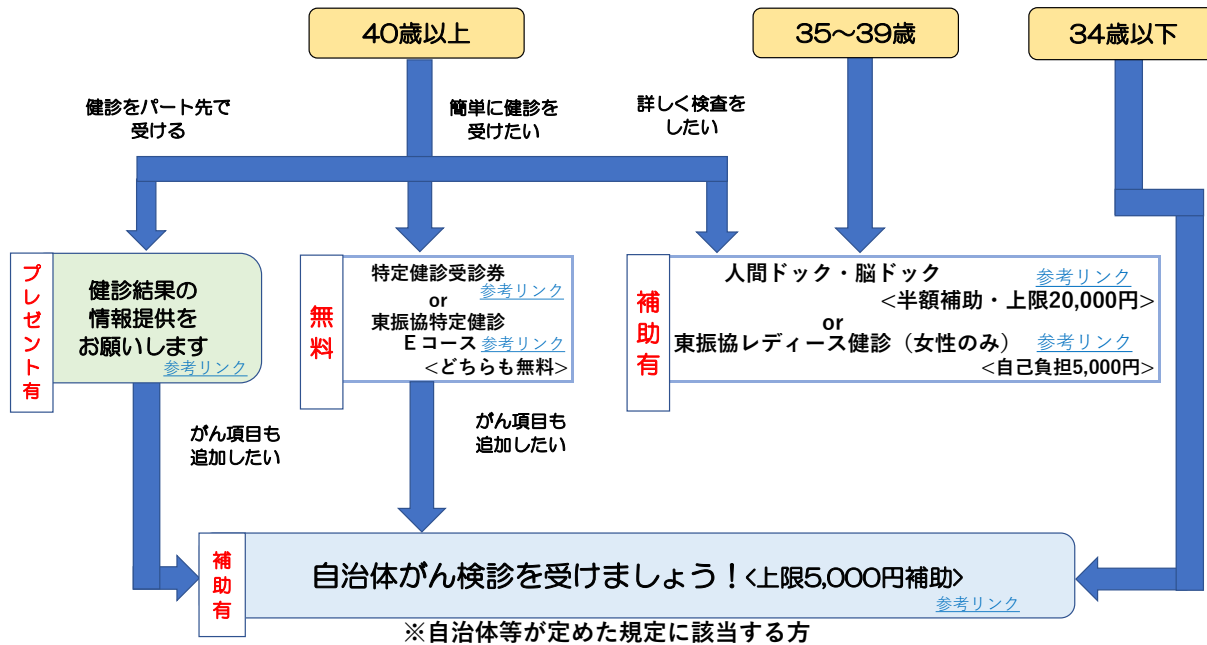 40歳以上
35～39歳
34歳以下
健診をパート先で
受ける
簡単に健診を
受けたい
詳しく検査を
したい
プレゼント有
健診結果の
情報提供を
お願いします
参考リンク
無料
特定健診受診券
参考リンク
or
東振協特定健診
Eコース 参考リンク
<どちらも無料>
補助有
人間ドック・脳ドック 参考リンク
<半額補助・上限20,000円>
or
東振協レディース健診（女性のみ） 参考リンク
<自己負担5,000円>
がん項目も
追加したい
がん項目も
追加したい
補助有
自治体がん検診を受けましょう！<上限5,000円補助>
参考リンク
※自治体等が定めた規定に該当する方